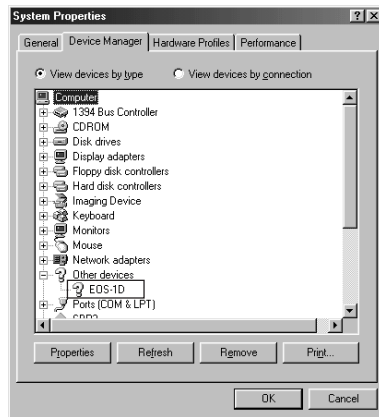 System Properties
General Device Manager Hardware Profiles Performance
View devices by type View devices by connection
Computer
1394 Bus Controller
CDROM
Disk drives
Display adapters
Floppy disk controllers
Hard disk controllers
Imaging Device
Keyboard
Monitors
Mouse
Network adapters
Other devices
EOS-1D
Ports (COM & LPT)
Properties Refresh Remove Print...
OK Cancel